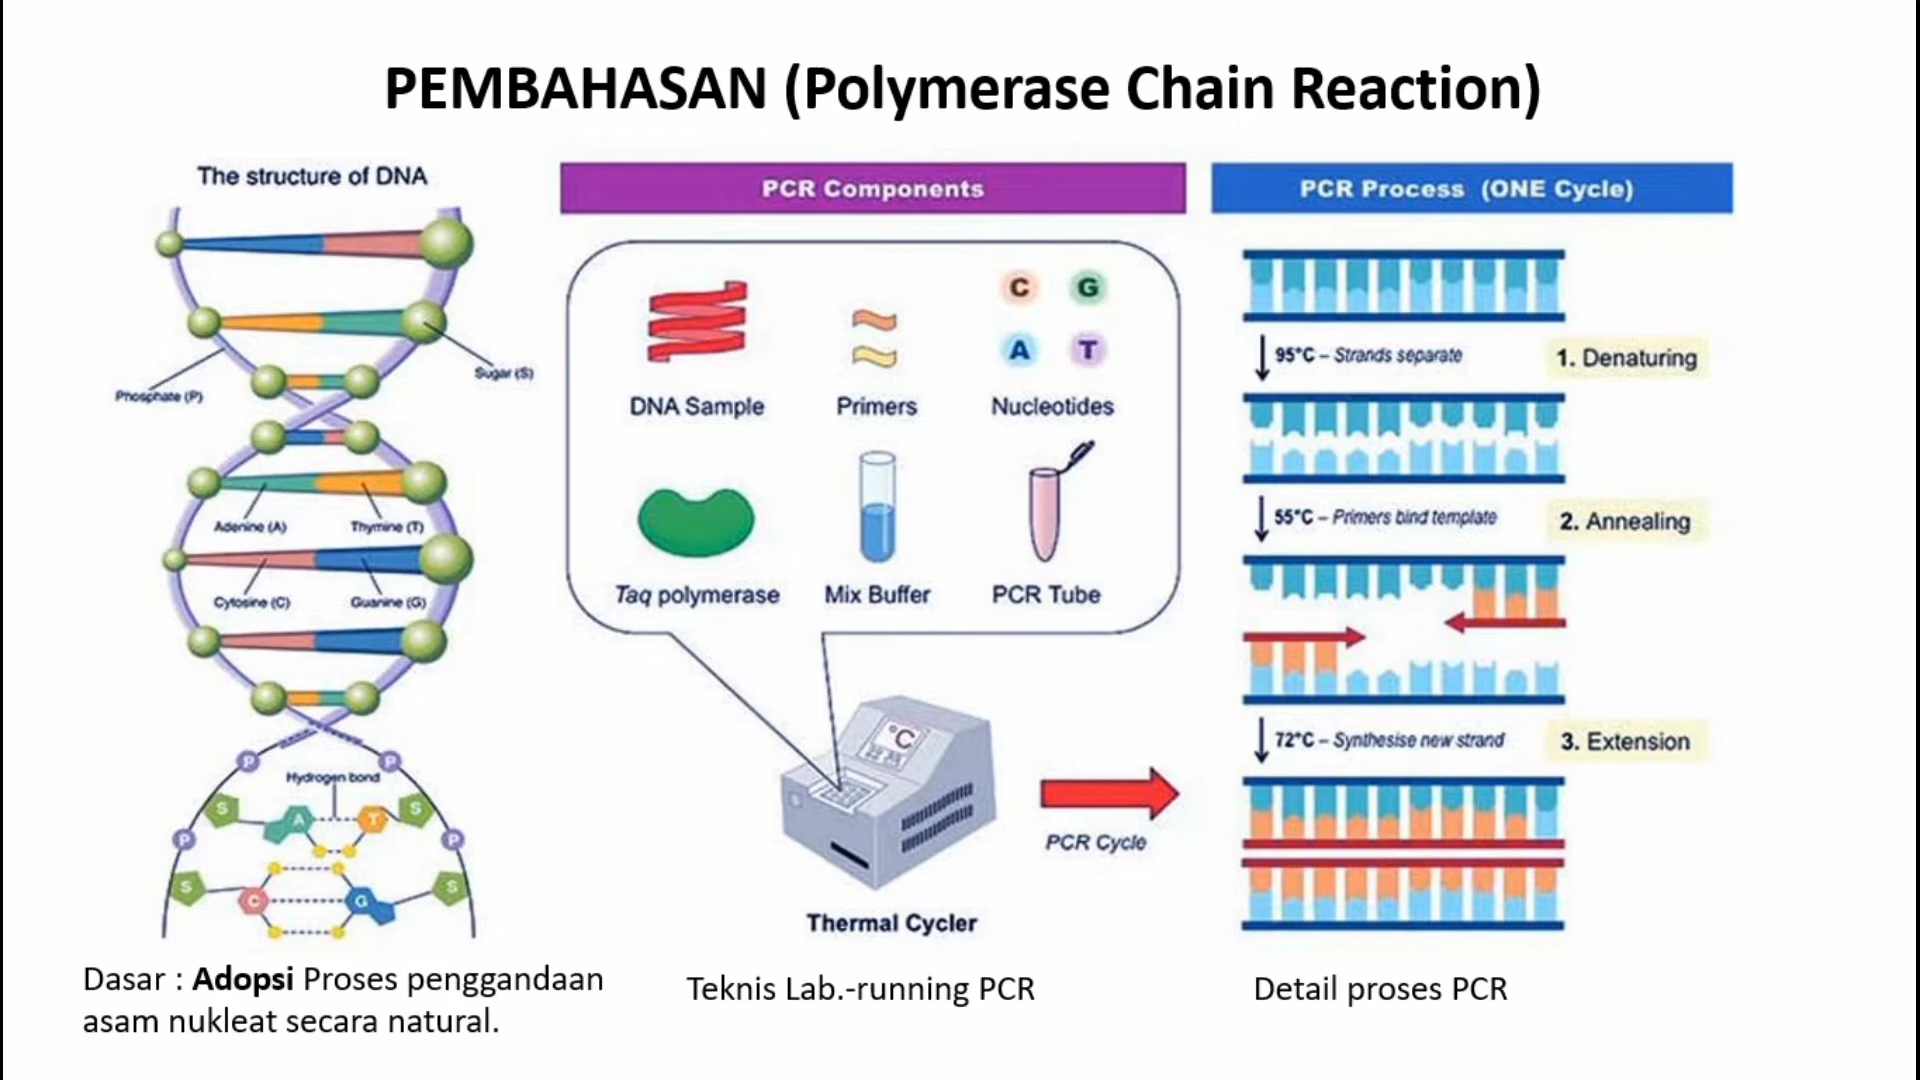 PEMBAHASAN (Polymerase Chain Reaction)
The structure of DNA
Phosphate (P)
Sugar (S)
Adenine (A)
Thymine (T)
Cytosine (C)
Guanine (G)
P
P
Hydrogen bond
S
A
T
S
P
P
S
C
G
S
Dasar : Adopsi Proses penggandaan
asam nukleat secara natural.
PCR Components
C
G
A
T
DNA Sample
Primers
Nucleotides
Taq polymerase
Mix Buffer
PCR Tube
°C
PCR Cycle
Thermal Cycler
Teknis Lab.-running PCR
PCR Process (ONE Cycle)
95°C – Strands separate
1. Denaturing
55°C – Primers bind template
2. Annealing
72°C – Synthesise new strand
3. Extension
Detail proses PCR